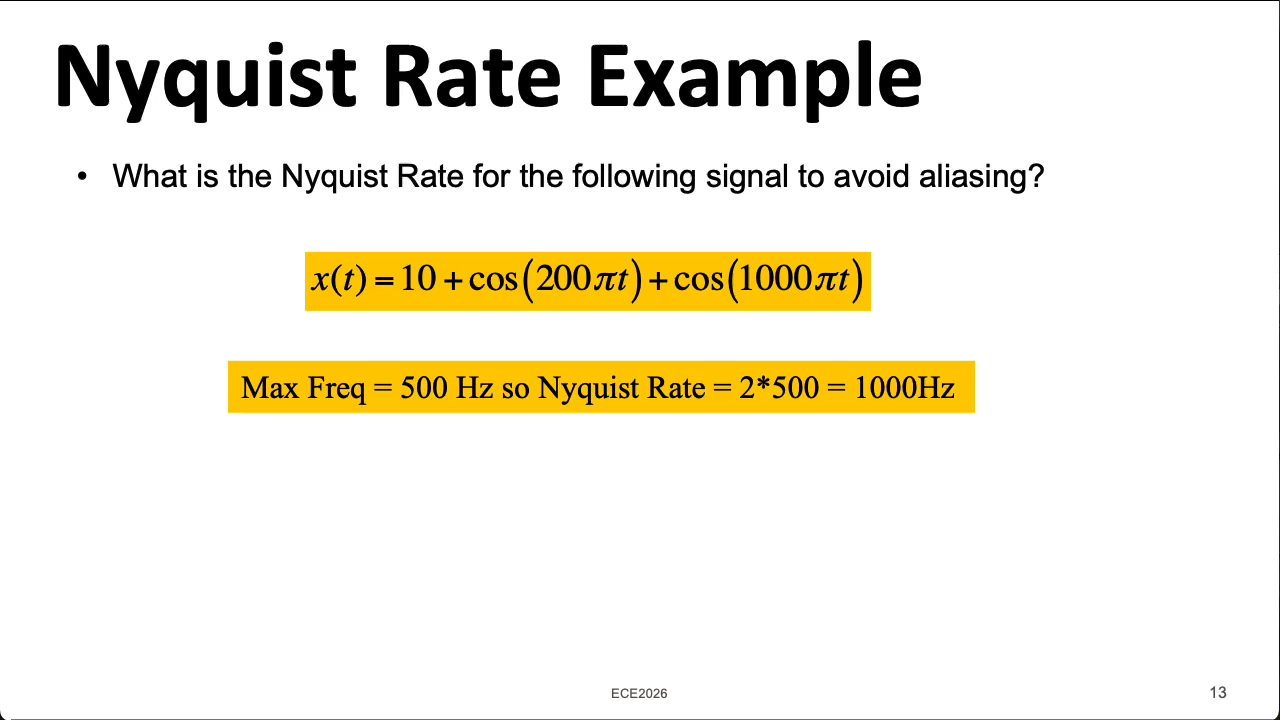 Nyquist Rate Example
• What is the Nyquist Rate for the following signal to avoid aliasing?
x(t) = 10 + cos(200πt) + cos(1000πt)
Max Freq = 500 Hz so Nyquist Rate = 2*500 = 1000Hz
ECE2026
13